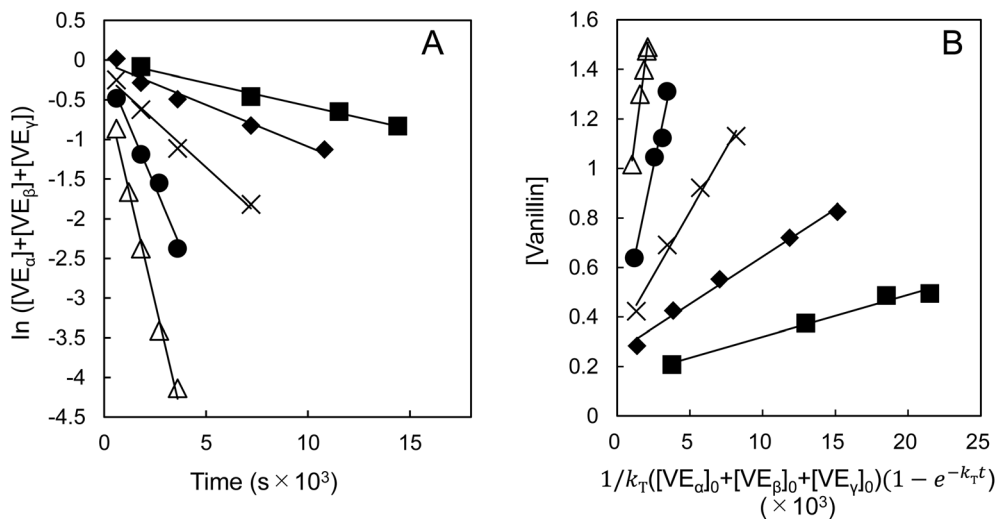 A
0.5
0
-0.5
-1
-1.5
-2
-2.5
-3
-3.5
-4
-4.5
0 5 10 15
Time (s × 10³)
ln ([VEα]+[VEβ]+[VEγ])
B
1.6
1.4
1.2
1
0.8
0.6
0.4
0.2
0
0 5 10 15 20 25
[Vanillin]
1/kT([VEα]0+[VEβ]0+[VEγ]0)(1 − e^−kTt)
(×10³)